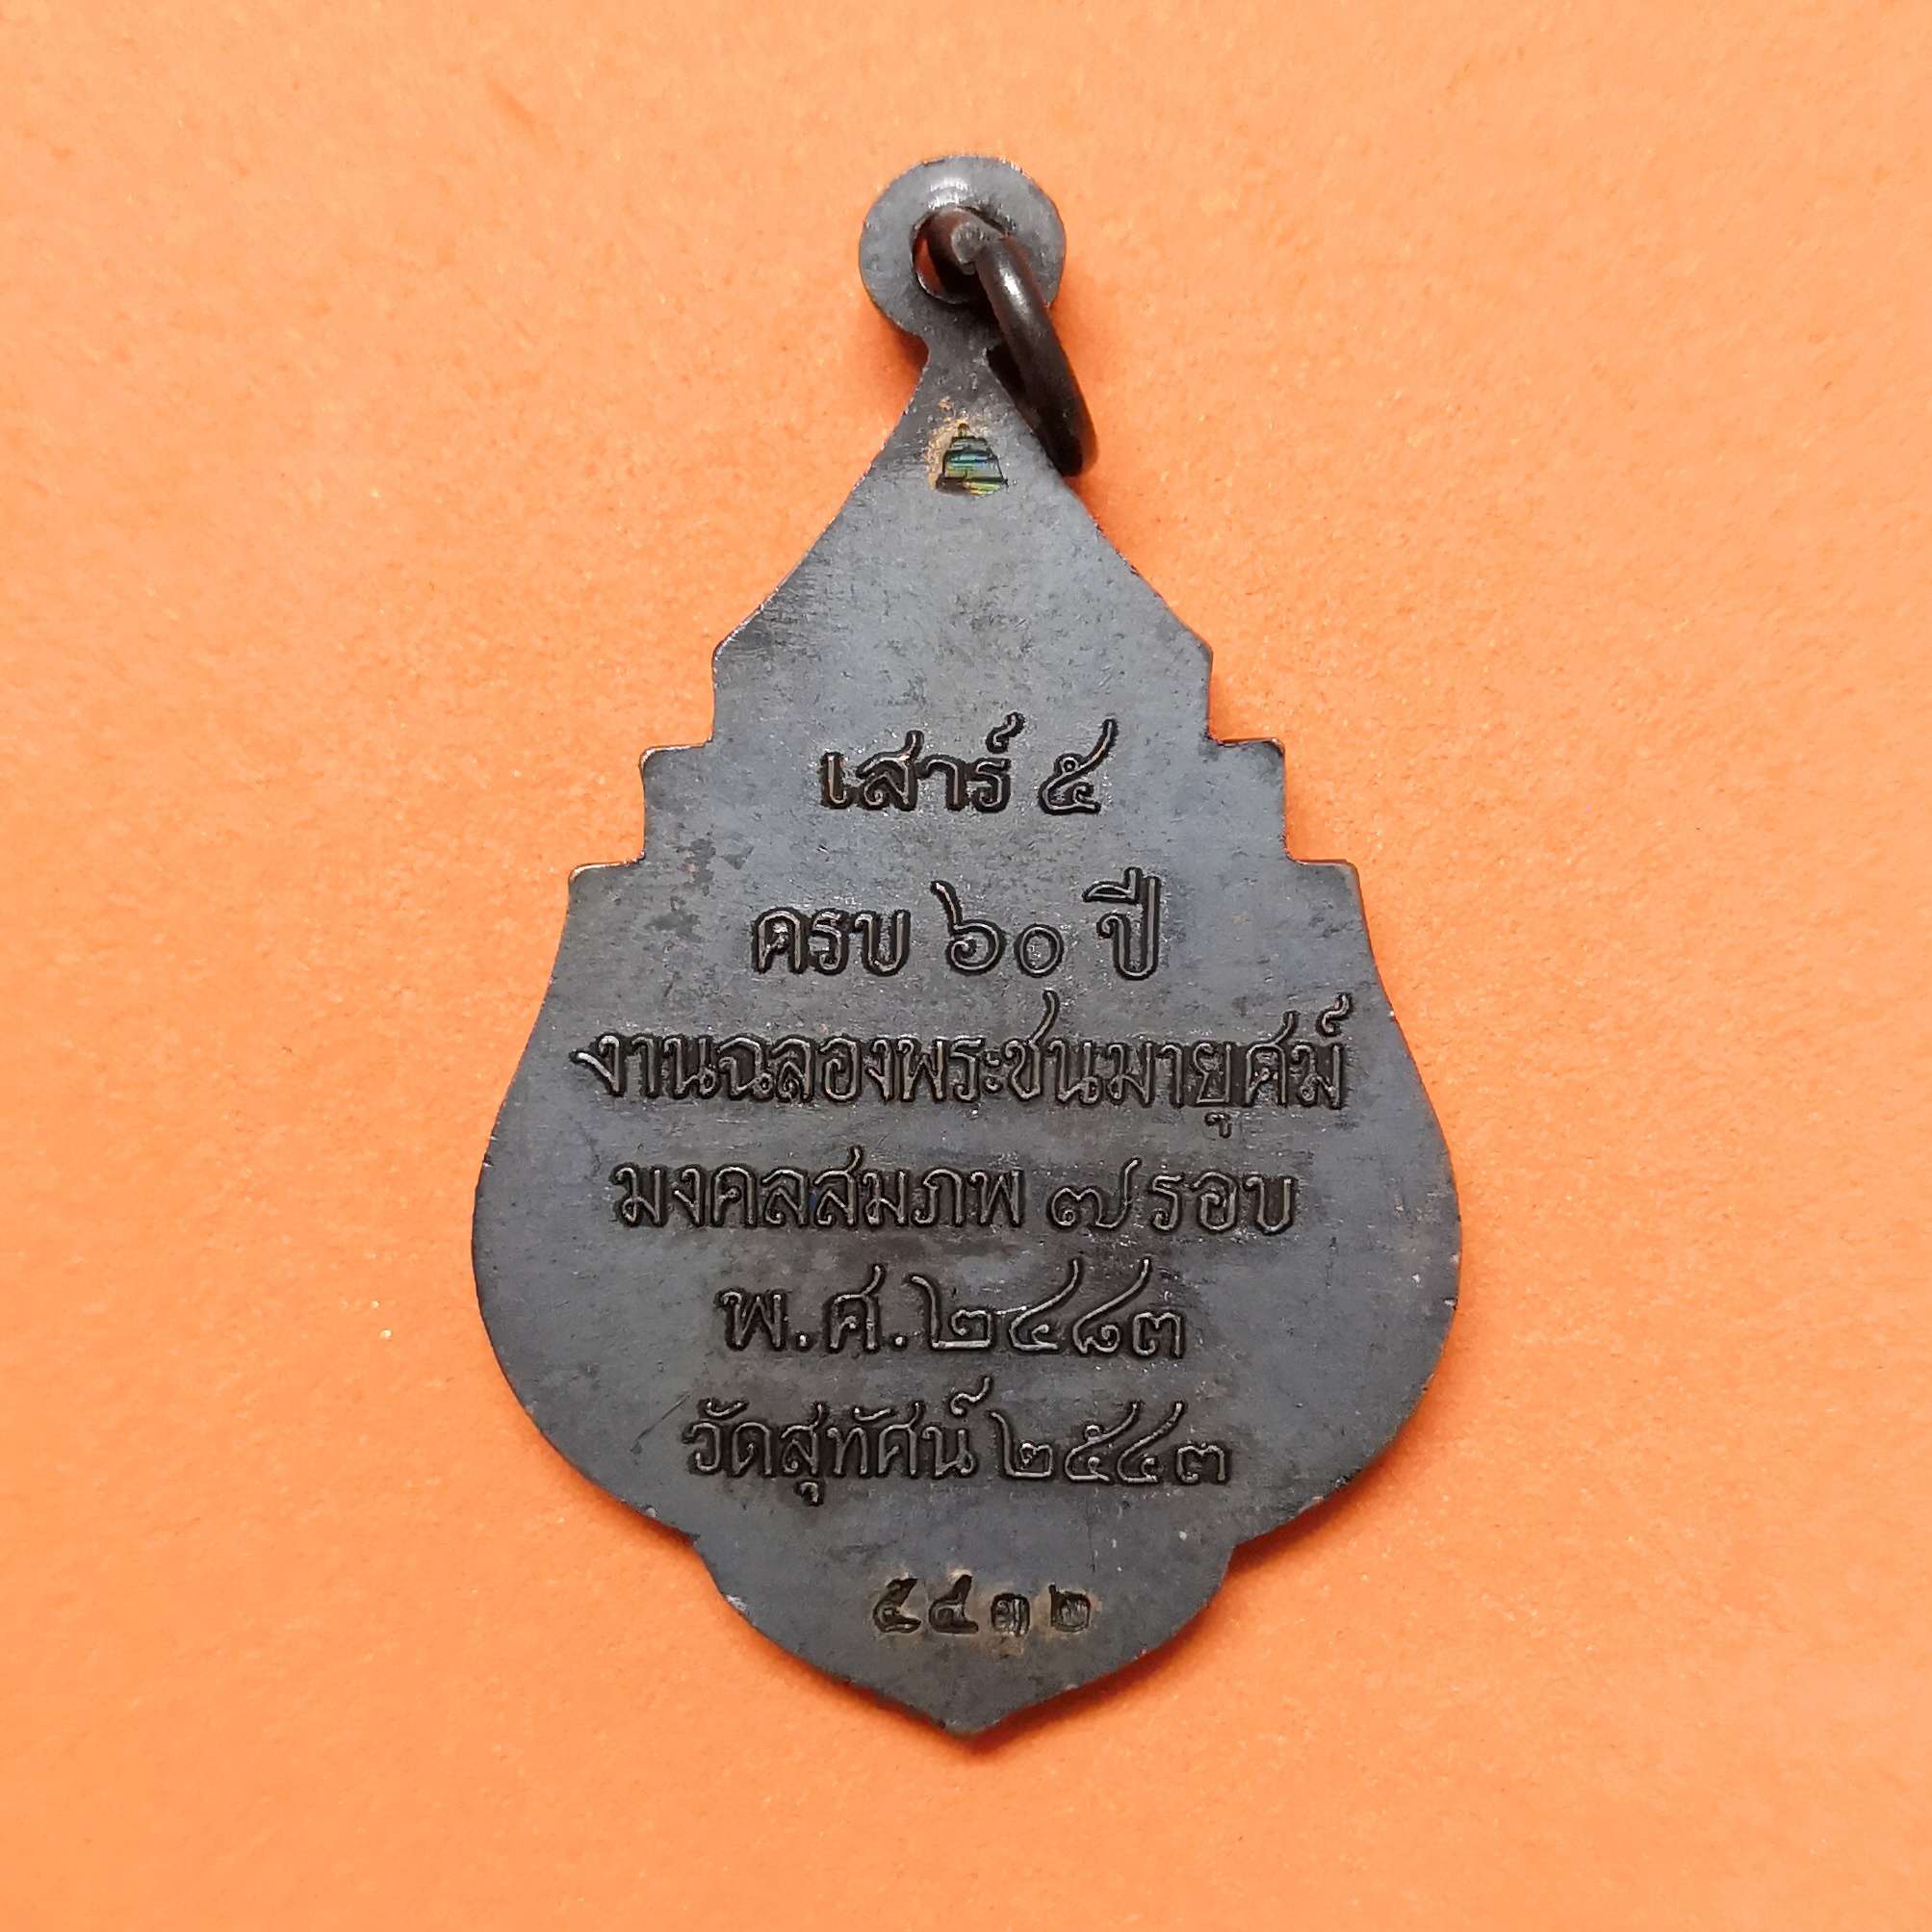 เสาร์ ๕
ครบ ๖๐ ปี
งานฉลองพระชนมายุศม์
มงคลสมภพ ๗ รอบ
พ.ศ.๒๔๘๓
วัดสุทัศน์ ๒๕๔๓
๕๔๓๒